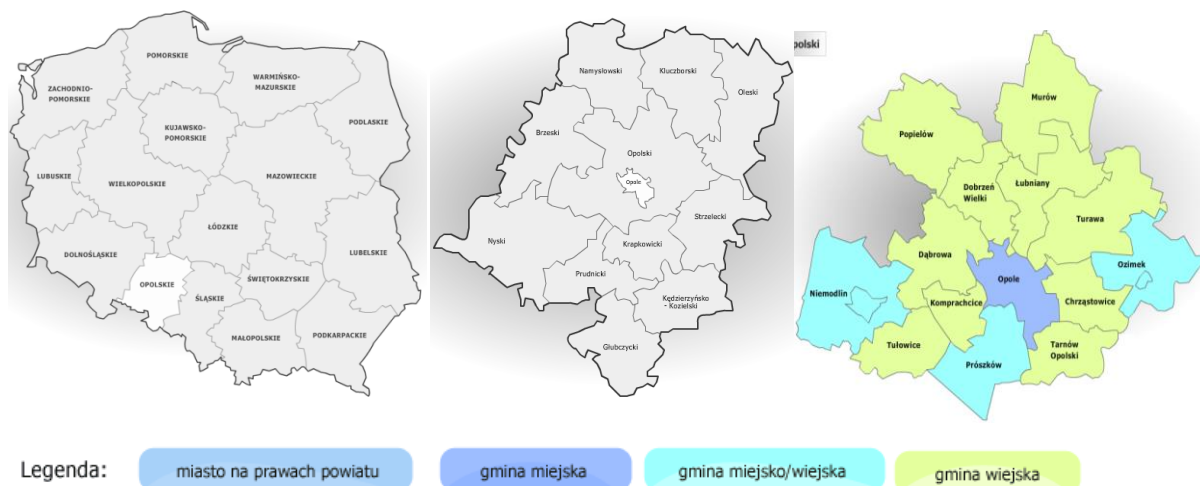 POMORSKIE
WARMIŃSKO-
MAZURSKIE
ZACHODNIO-
POMORSKIE
PODLASKIE
KUJAWSKO-
POMORSKIE
LUBUSKIE
WIELKOPOLSKIE
MAZOWIECKIE
ŁÓDZKIE
DOLNOŚLĄSKIE
LUBELSKIE
OPOLSKIE
ŚWIĘTOKRZYSKIE
ŚLĄSKIE
MAŁOPOLSKIE
PODKARPACKIE
Namysłowski
Kluczborski
Oleski
Brzeski
Opolski
Opole
Strzelecki
Nyski
Krapkowicki
Prudnicki
Kędzierzyńsko
- Kozielski
Głubczycki
polski
Murów
Popielów
Dobrzeń
Wielki
Łubniany
Turawa
Dąbrowa
Ozimek
Opole
Niemodlin
Komprachcice
Chrząstowice
Tułowice
Tarnów
Opolski
Prószków
Legenda:
miasto na prawach powiatu
gmina miejska
gmina miejsko/wiejska
gmina wiejska